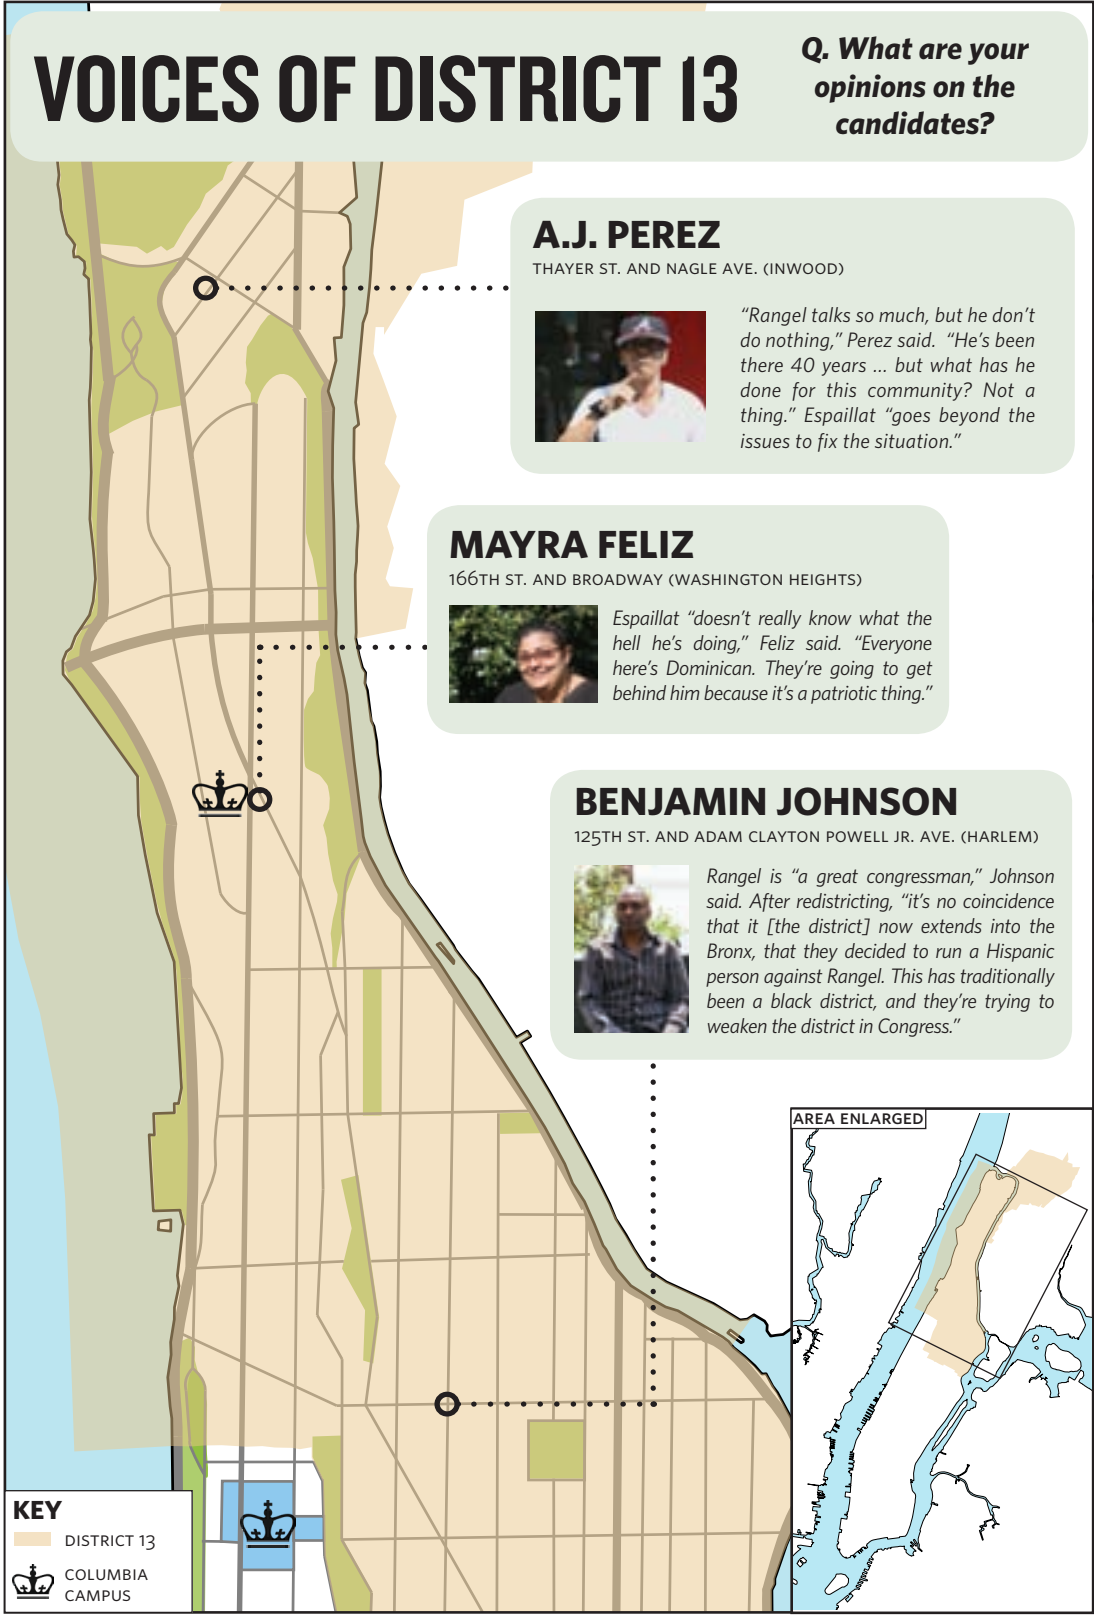 VOICES OF DISTRICT 13
Q. What are your
opinions on the
candidates?
A.J. PEREZ
THAYER ST. AND NAGLE AVE. (INWOOD)
“Rangel talks so much, but he don’t
do nothing,” Perez said. “He’s been
there 40 years ... but what has he
done for this community? Not a
thing.” Espaillat “goes beyond the
issues to fix the situation.”
MAYRA FELIZ
166TH ST. AND BROADWAY (WASHINGTON HEIGHTS)
Espaillat “doesn’t really know what the
hell he’s doing,” Feliz said. “Everyone
here’s Dominican. They’re going to get
behind him because it’s a patriotic thing.”
BENJAMIN JOHNSON
125TH ST. AND ADAM CLAYTON POWELL JR. AVE. (HARLEM)
Rangel is “a great congressman,” Johnson
said. After redistricting, “it’s no coincidence
that it [the district] now extends into the
Bronx, that they decided to run a Hispanic
person against Rangel. This has traditionally
been a black district, and they’re trying to
weaken the district in Congress.”
AREA ENLARGED
KEY
DISTRICT 13
COLUMBIA
CAMPUS